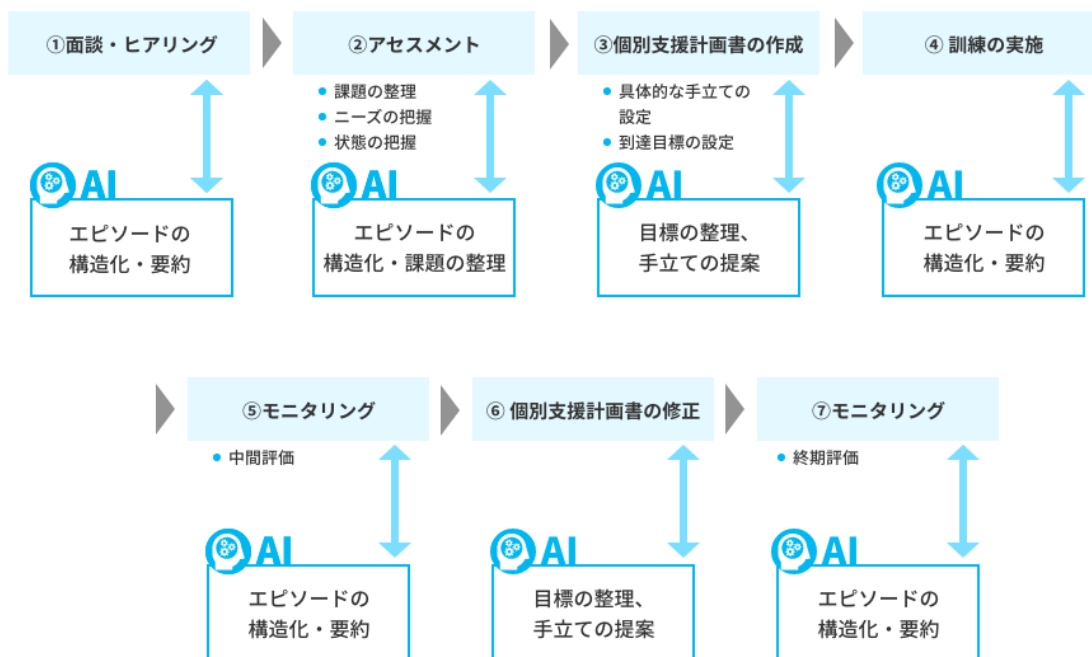 ①面談・ヒアリング
②アセスメント
③個別支援計画書の作成
④ 訓練の実施
● 課題の整理
● ニーズの把握
● 状態の把握
● 具体的な手立ての
設定
● 到達目標の設定
AI
エピソードの
構造化・要約
AI
エピソードの
構造化・課題の整理
AI
目標の整理、
手立ての提案
AI
エピソードの
構造化・要約
⑤モニタリング
⑥ 個別支援計画書の修正
⑦モニタリング
● 中間評価
● 終期評価
AI
エピソードの
構造化・要約
AI
目標の整理、
手立ての提案
AI
エピソードの
構造化・要約